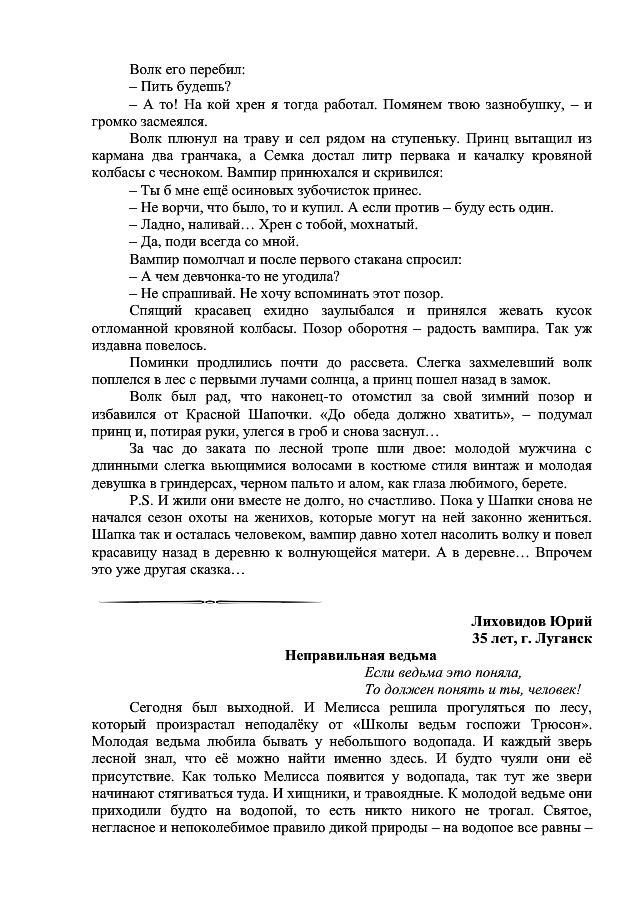 Волк его перебил:
– Пить будешь?
– А то! На кой хрен я тогда работал. Помянем твою зазнобушку, – и
громко засмеялся.
Волк плюнул на траву и сел рядом на ступеньку. Принц вытащил из
кармана два гранчака, а Семка достал литр первака и качалку кровяной
колбасы с чесноком. Вампир принюхался и скривился:
– Ты б мне ещё осиновых зубочисток принес.
– Не ворчи, что было, то и купил. А если против – буду есть один.
– Ладно, наливай… Хрен с тобой, мохнатый.
– Да, поди всегда со мной.
Вампир помолчал и после первого стакана спросил:
– А чем девчонка-то не угодила?
– Не спрашивай. Не хочу вспоминать этот позор.
Спящий красавец ехидно заулыбался и принялся жевать кусок
отломанной кровяной колбасы. Позор оборотня – радость вампира. Так уж
издавна повелось.
Поминки продлились почти до рассвета. Слегка захмелевший волк
поплелся в лес с первыми лучами солнца, а принц пошел назад в замок.
Волк был рад, что наконец-то отомстил за свой зимний позор и
избавился от Красной Шапочки. «До обеда должно хватить», – подумал
принц и, потирая руки, улегся в гроб и снова заснул…
За час до заката по лесной тропе шли двое: молодой мужчина с
длинными слегка вьющимися волосами в костюме стиля винтаж и молодая
девушка в гриндерсах, черном пальто и алом, как глаза любимого, берете.
P.S. И жили они вместе не долго, но счастливо. Пока у Шапки снова не
начался сезон охоты на женихов, которые могут на ней законно жениться.
Шапка так и осталась человеком, вампир давно хотел насолить волку и повел
красавицу назад в деревню к волнующейся матери. А в деревне… Впрочем
это уже другая сказка…
Лиховидов Юрий
35 лет, г. Луганск
Неправильная ведьма
Если ведьма это поняла,
То должен понять и ты, человек!
Сегодня был выходной. И Мелисса решила прогуляться по лесу,
который произрастал неподалёку от «Школы ведьм госпожи Трюсон».
Молодая ведьма любила бывать у небольшого водопада. И каждый зверь
лесной знал, что её можно найти именно здесь. И будто чуяли они её
присутствие. Как только Мелисса появится у водопада, так тут же звери
начинают стягиваться туда. И хищники, и травоядные. К молодой ведьме они
приходили будто на водопой, то есть никто никого не трогал. Святое,
негласное и непоколебимое правило дикой природы – на водопое все равны –